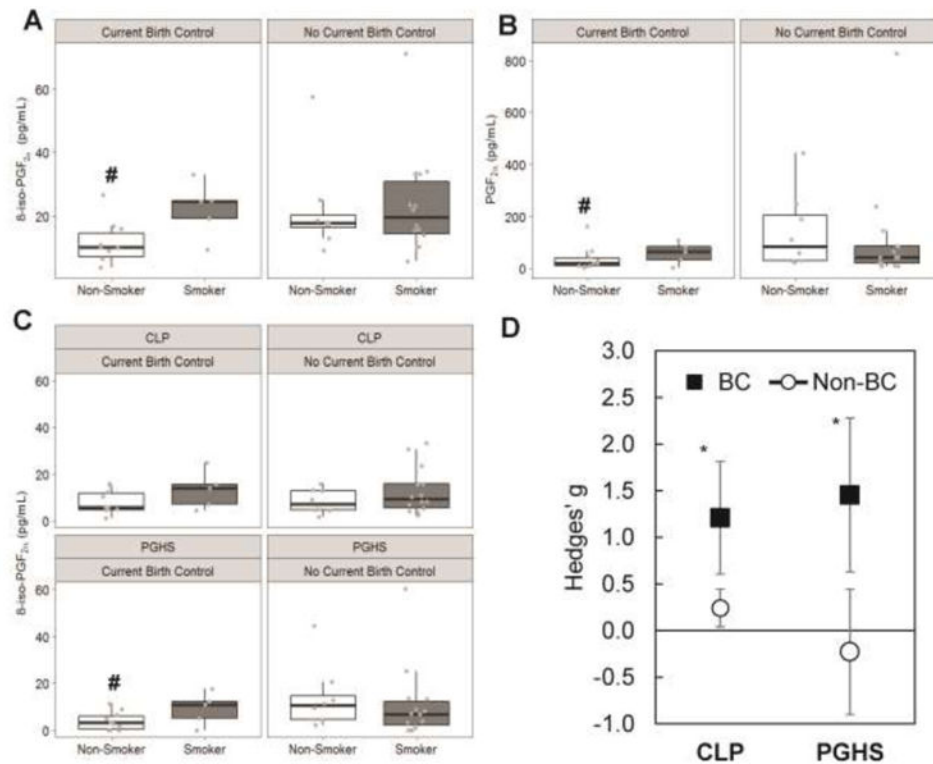 A
Current Birth Control
No Current Birth Control
8-iso-PGF2α (pg/mL)
60
40
20
#
Non-Smoker
Smoker
Non-Smoker
Smoker
B
Current Birth Control
No Current Birth Control
PGF2α (pg/mL)
800
600
400
200
0
#
Non-Smoker
Smoker
Non-Smoker
Smoker
C
CLP
CLP
Current Birth Control
No Current Birth Control
60
40
20
0
8-iso-PGF2α (pg/mL)
PGHS
PGHS
Current Birth Control
No Current Birth Control
60
40
20
0
#
Non-Smoker
Smoker
Non-Smoker
Smoker
D
Hedges' g
3.0
2.5
2.0
1.5
1.0
0.5
0.0
-0.5
-1.0
BC Non-BC
*
*
CLP PGHS